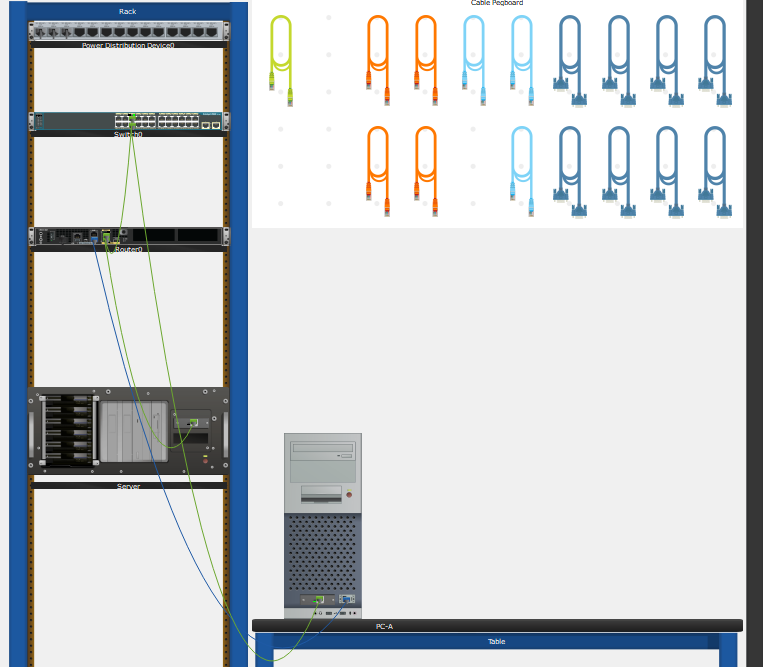 Rack
Cable Pegboard
Power Distribution Device0
Switch0
Router0
Server
PC-A
Table